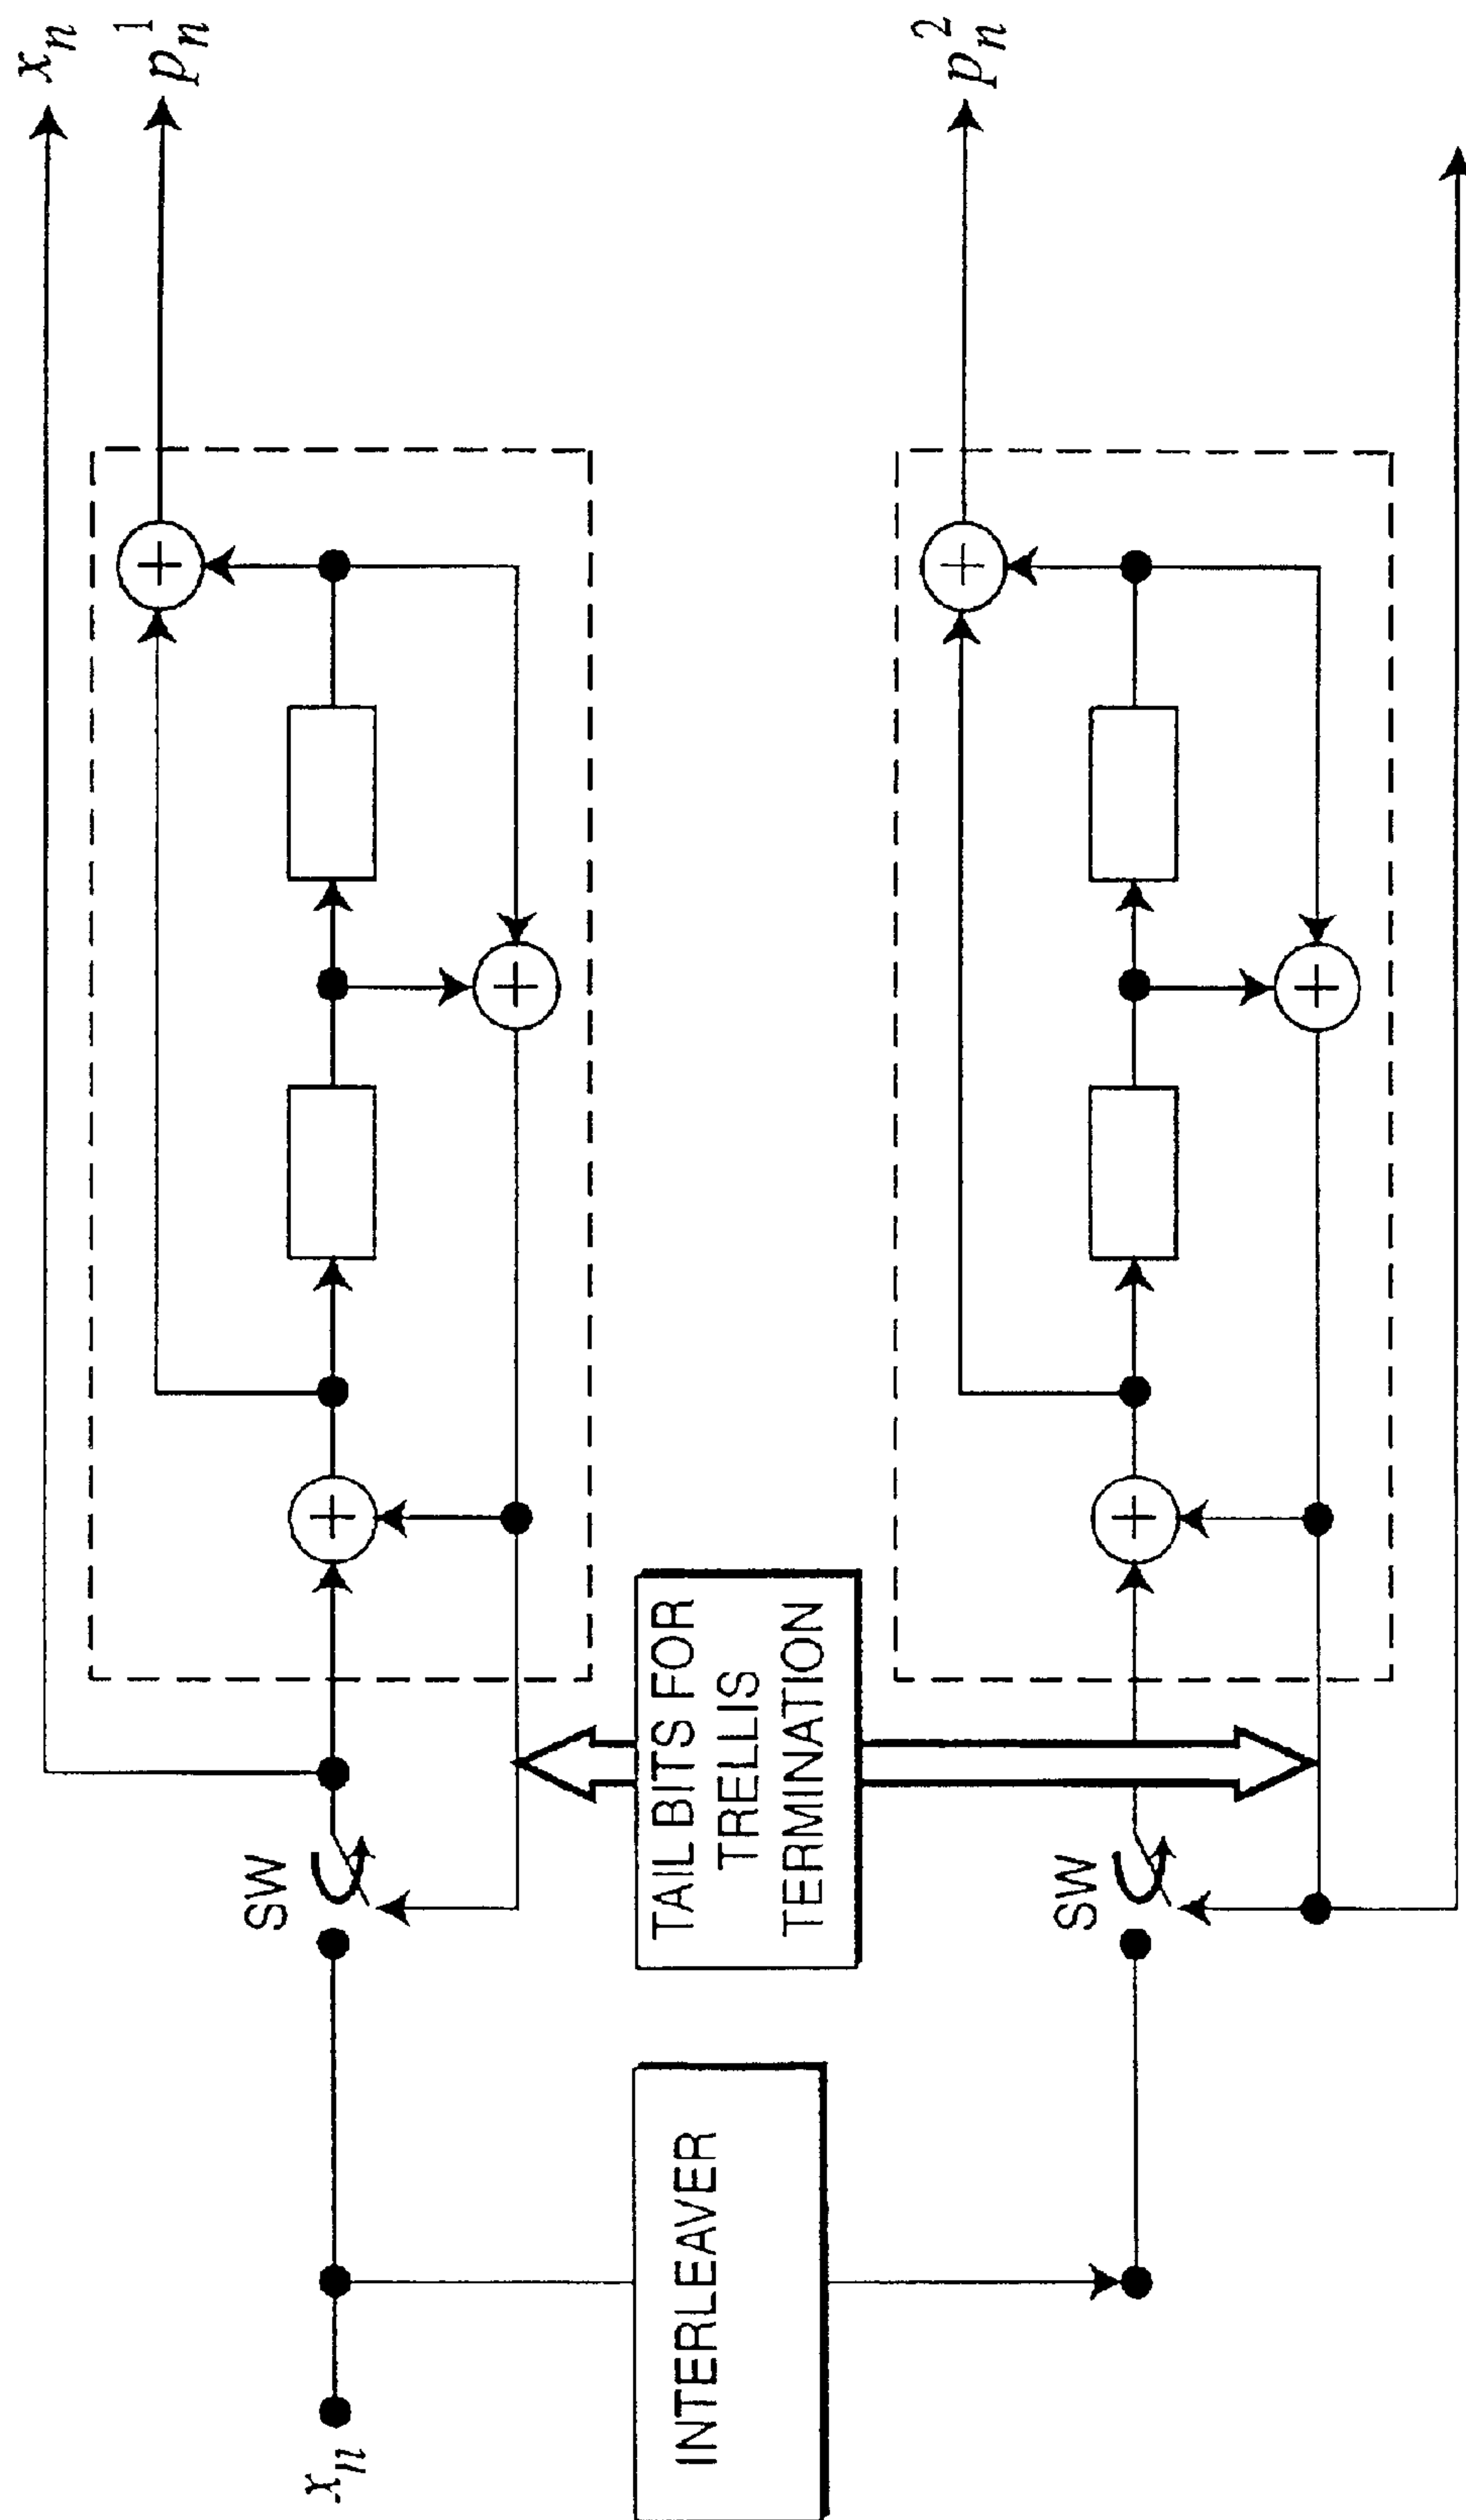 x_n
p_n^1
SW
x_n
INTERLEAVER
TAIL BITS FOR
TRELLIS
TERMINATION
p_n^2
SW